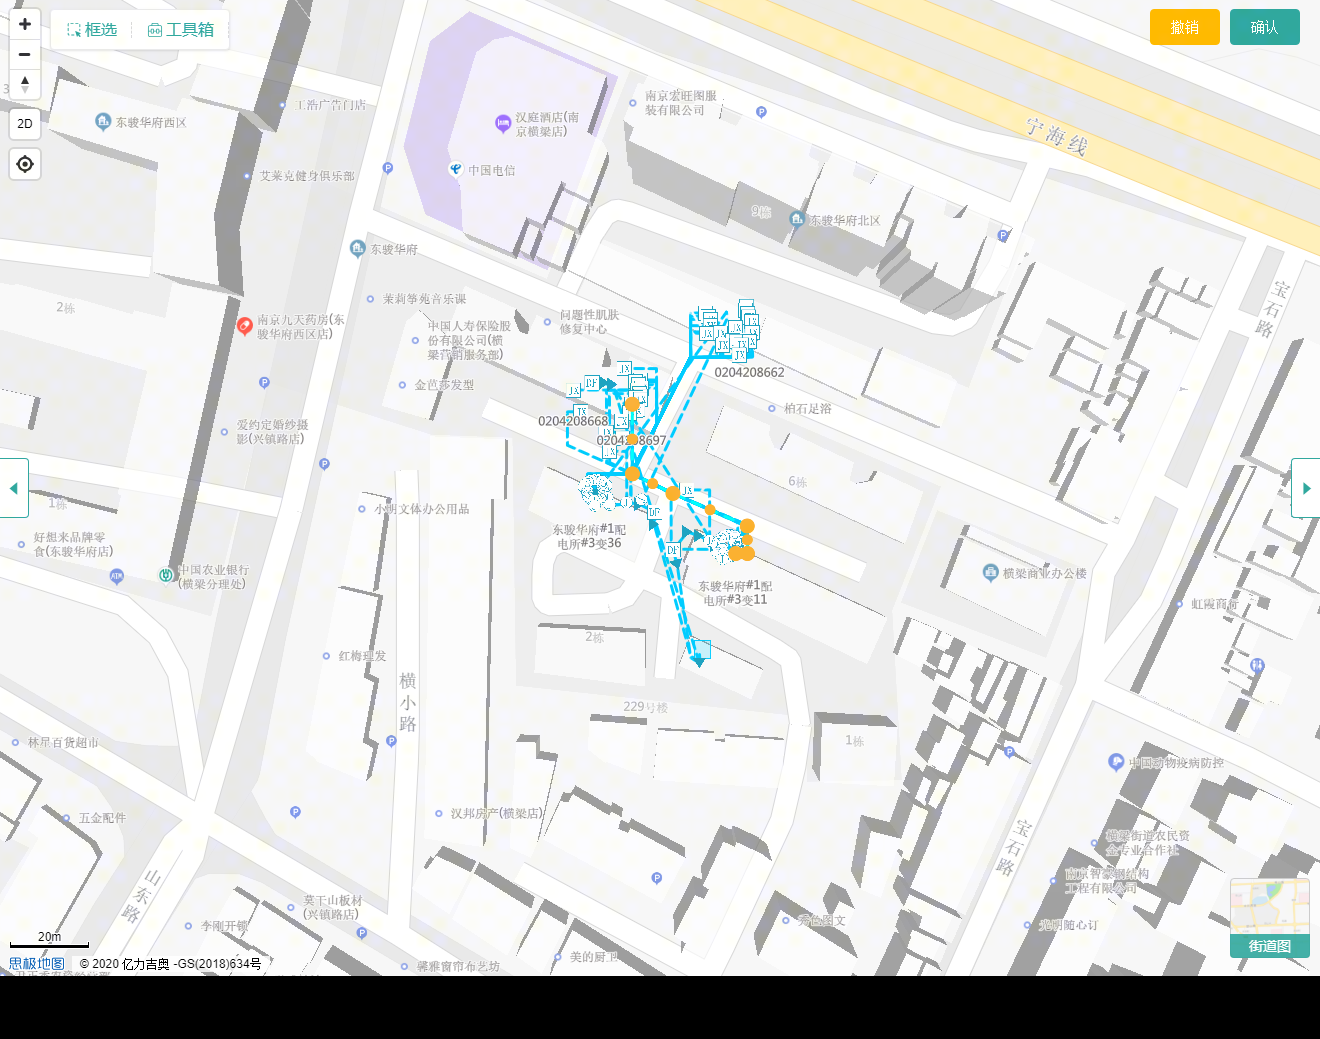 框选
工具箱
撤销
确认
2D
东骏华府西区
工浩广告门店
艾莱克健身俱乐部
汉庭酒店(南
京横梁店)
中国电信
南京宏旺图服
装有限公司
宁海线
9栋
东骏华府北区
东骏华府
宝石路
2栋
南京九天药房(东
骏华府西区店)
茉莉筝苑音乐课
中国人寿保险股
份有限公司(横
梁营销服务部)
问题性肌肤
修复中心
金芭莎发型
0204208662
0204208668
0204208697
柏石足浴
爱约定婚纱摄
影(兴镇路店)
6栋
1栋
小明文体办公用品
好想来品牌零
食(东骏华府店)
中国农业银行
(横梁分理处)
东骏华府#1配
电所#3变36
东骏华府#1配
电所#3变11
横梁商业办公楼
虹霞商行
2栋
红梅理发
横小路
229号楼
1栋
林星百货超市
中国动物疫病防控
五金配件
汉邦房产(横梁店)
宝石路
横梁街道农民资
金专业合作社
南京智豪钢结构
工程有限公司
山东路
莫干山板材
(兴镇路店)
李刚开锁
秀色图文
光明随心订
美的厨卫
馨雅窗帘布艺坊
街道图
20m
思极地图
© 2020 亿力吉奥 -GS(2018)634号